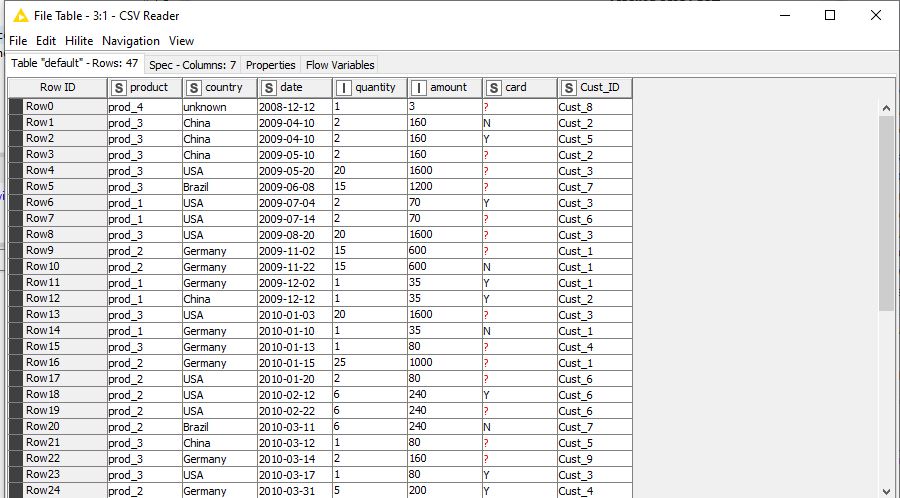 File Table - 3:1 - CSV Reader
File Edit Hilite Navigation View
Table "default" - Rows: 47 Spec - Columns: 7 Properties Flow Variables
Row ID S product S country S date I quantity I amount S card S Cust_ID
Row0 prod_4 unknown 2008-12-12 1 3 ? Cust_8
Row1 prod_3 China 2009-04-10 2 160 N Cust_2
Row2 prod_3 China 2009-04-10 2 160 Y Cust_5
Row3 prod_3 China 2009-05-10 2 160 ? Cust_2
Row4 prod_3 USA 2009-05-20 20 1600 ? Cust_3
Row5 prod_3 Brazil 2009-06-08 15 1200 ? Cust_7
Row6 prod_1 USA 2009-07-04 2 70 Y Cust_3
Row7 prod_1 USA 2009-07-14 2 70 ? Cust_6
Row8 prod_3 USA 2009-08-20 20 1600 ? Cust_3
Row9 prod_2 Germany 2009-11-02 15 600 ? Cust_1
Row10 prod_2 Germany 2009-11-22 15 600 N Cust_1
Row11 prod_1 Germany 2009-12-02 1 35 Y Cust_1
Row12 prod_1 China 2009-12-12 1 35 Y Cust_2
Row13 prod_3 USA 2010-01-03 20 1600 ? Cust_3
Row14 prod_1 Germany 2010-01-10 1 35 N Cust_1
Row15 prod_3 Germany 2010-01-13 1 80 ? Cust_4
Row16 prod_2 Germany 2010-01-15 25 1000 ? Cust_1
Row17 prod_2 USA 2010-01-20 2 80 ? Cust_6
Row18 prod_2 USA 2010-02-12 6 240 Y Cust_6
Row19 prod_2 USA 2010-02-22 6 240 ? Cust_6
Row20 prod_2 Brazil 2010-03-11 6 240 N Cust_7
Row21 prod_3 China 2010-03-12 1 80 ? Cust_5
Row22 prod_3 Germany 2010-03-14 2 160 ? Cust_9
Row23 prod_3 USA 2010-03-17 1 80 Y Cust_3
Row24 prod_2 Germany 2010-03-31 5 200 Y Cust_4